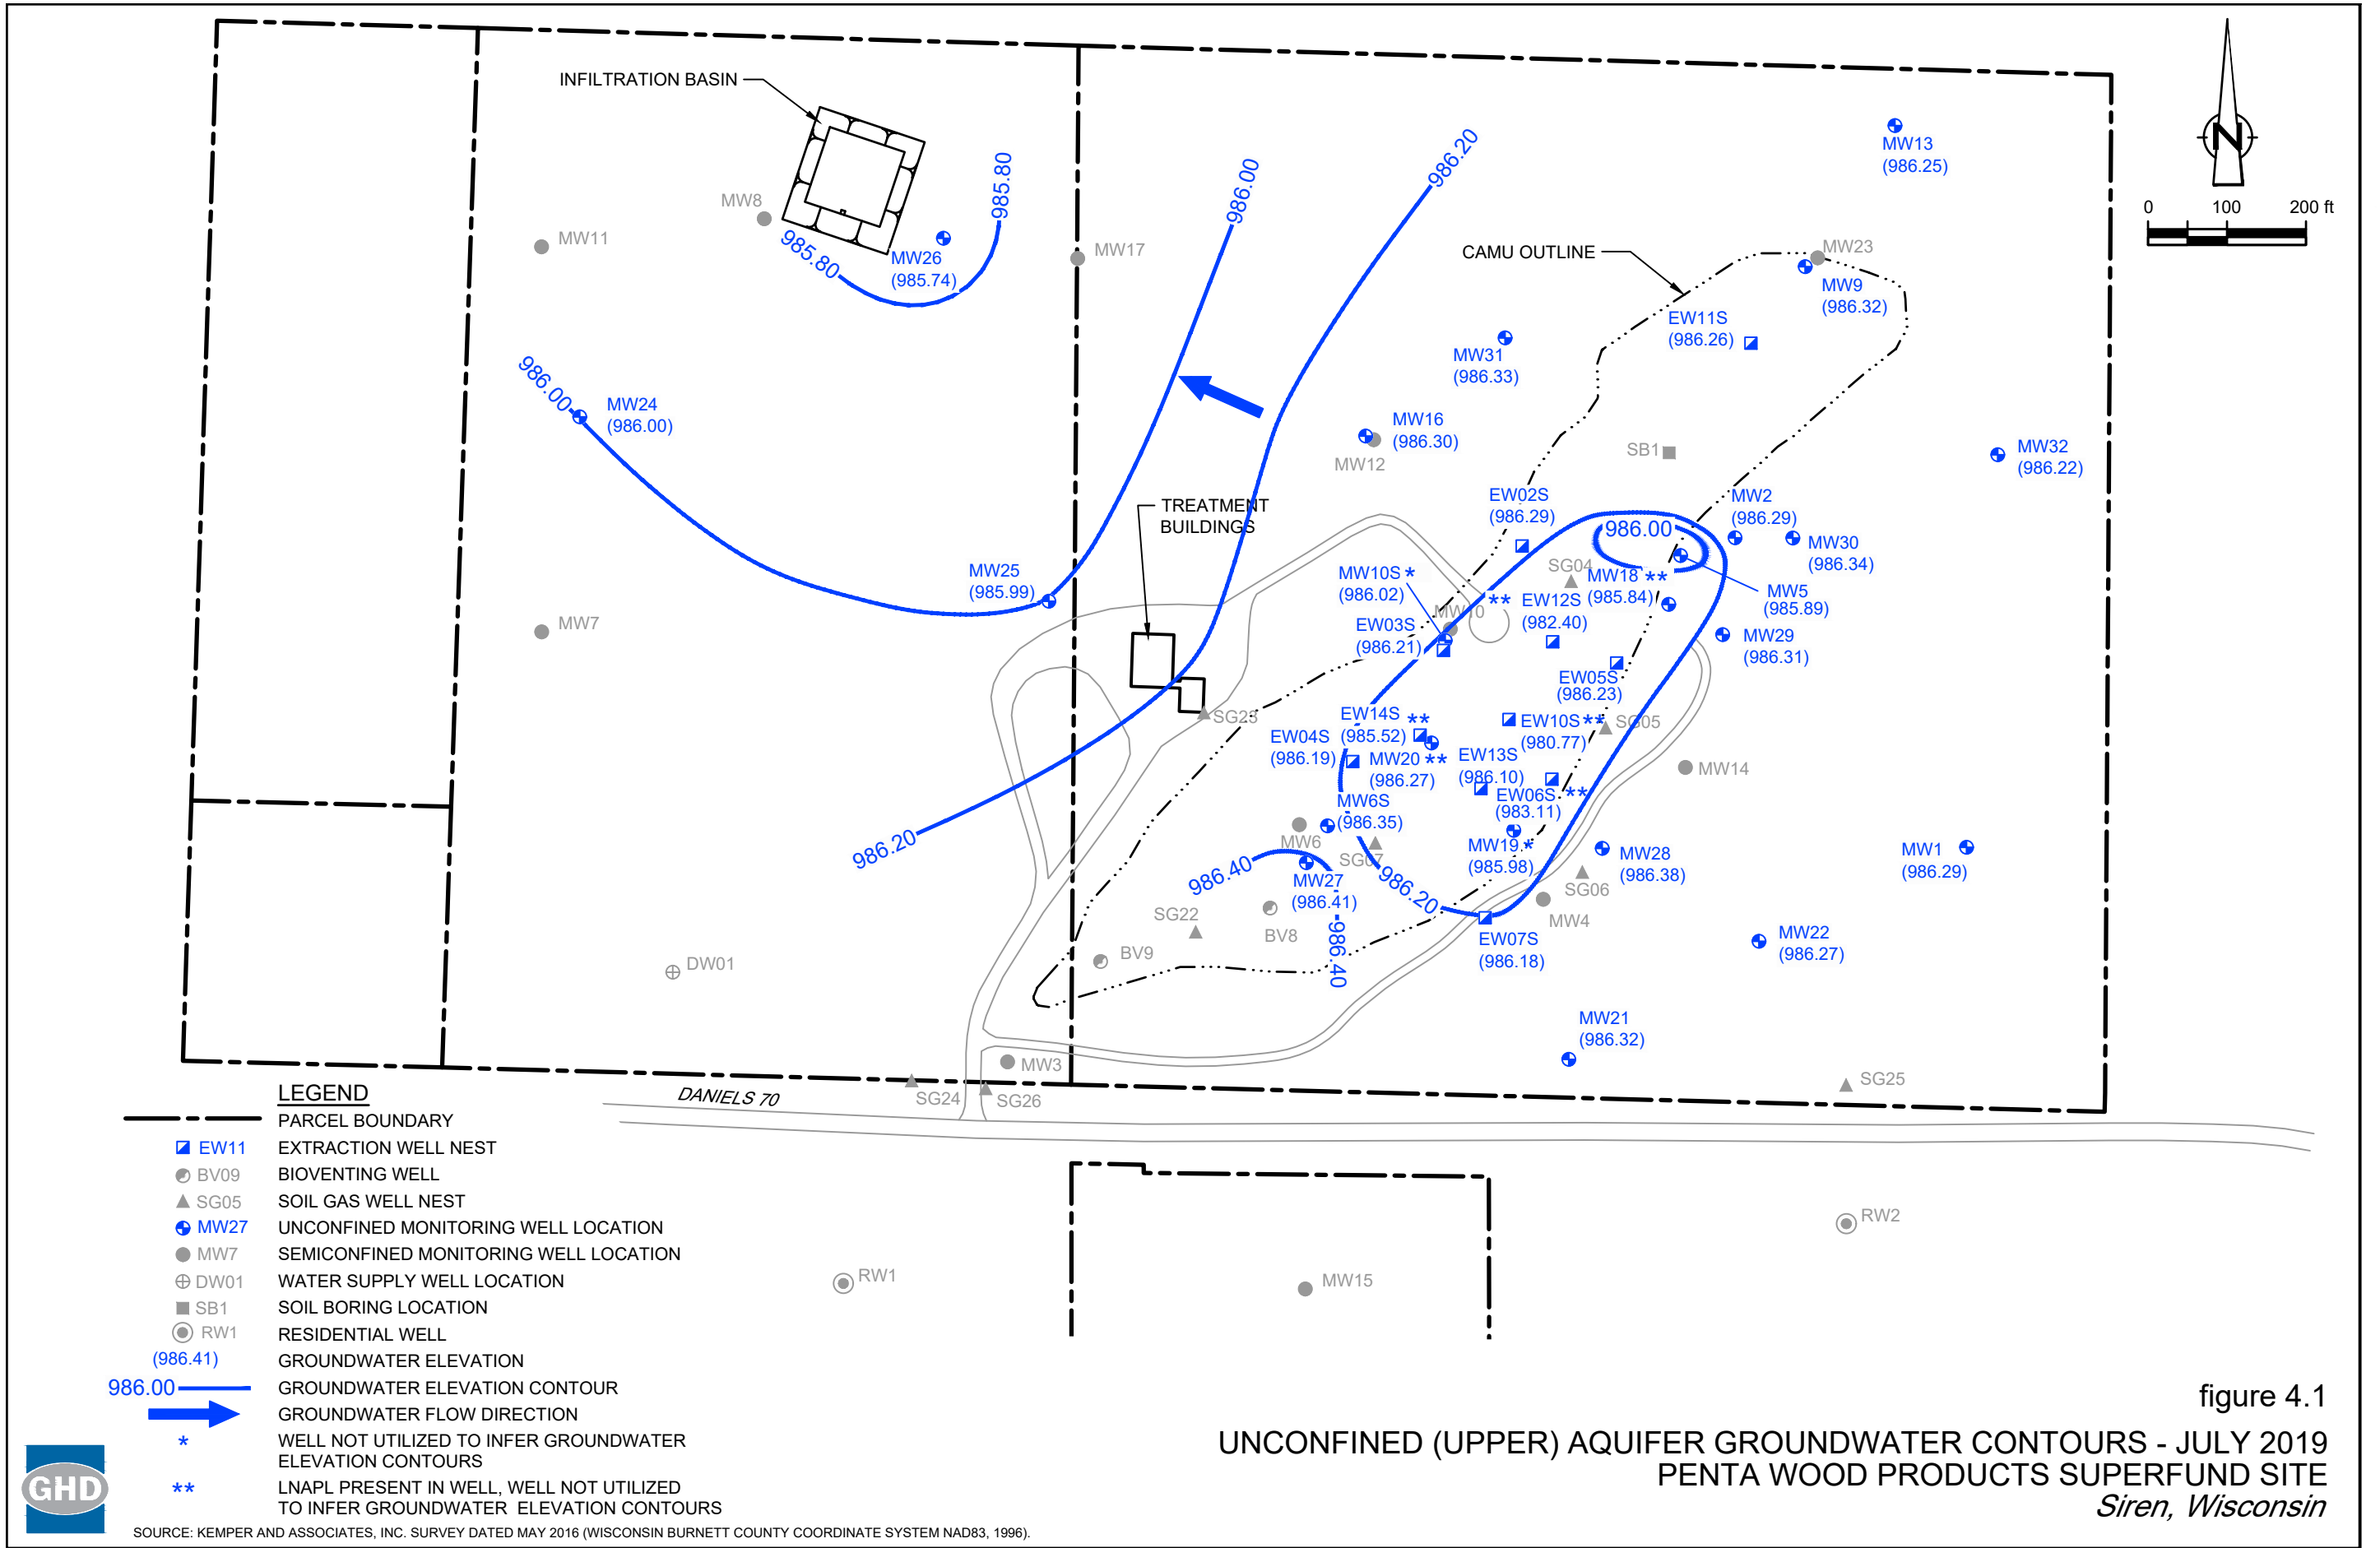 INFILTRATION BASIN
985.80
986.00
986.20
MW13
(986.25)
N
0 100 200 ft
MW8
MW11
985.80
MW26
(985.74)
MW17
CAMU OUTLINE
MW23
MW9
(986.32)
EW11S
(986.26)
MW31
(986.33)
986.00
MW24
(986.00)
MW16
(986.30)
MW12
SB1
MW32
(986.22)
TREATMENT
BUILDINGS
EW02S
(986.29)
986.00
MW2
(986.29)
MW30
(986.34)
MW25
(985.99)
MW10S *
(986.02)
SG04
MW18 **
(985.84)
MW5
(985.89)
MW7
MW10
** EW12S
(982.40)
EW03S
(986.21)
MW29
(986.31)
EW05S
(986.23)
SG23
EW14S **
(985.52)
EW10S **
(980.77)
SG05
EW04S
(986.19)
MW20 **
(986.27)
EW13S
(986.10)
MW14
EW06S **
(983.11)
MW6S
(986.35)
MW6
986.20
SG07
MW19 *
(985.98)
MW28
(986.38)
MW1
(986.29)
986.40
MW27
(986.41)
986.20
SG06
MW4
SG22
BV8
986.40
EW07S
(986.18)
MW22
(986.27)
BV9
DW01
MW21
(986.32)
MW3
SG24
SG26
SG25
DANIELS 70
RW2
RW1
MW15
LEGEND
PARCEL BOUNDARY
EW11 EXTRACTION WELL NEST
BV09 BIOVENTING WELL
SG05 SOIL GAS WELL NEST
MW27 UNCONFINED MONITORING WELL LOCATION
MW7 SEMICONFINED MONITORING WELL LOCATION
DW01 WATER SUPPLY WELL LOCATION
SB1 SOIL BORING LOCATION
RW1 RESIDENTIAL WELL
(986.41) GROUNDWATER ELEVATION
986.00 GROUNDWATER ELEVATION CONTOUR
GROUNDWATER FLOW DIRECTION
* WELL NOT UTILIZED TO INFER GROUNDWATER
ELEVATION CONTOURS
** LNAPL PRESENT IN WELL, WELL NOT UTILIZED
TO INFER GROUNDWATER ELEVATION CONTOURS
GHD
SOURCE: KEMPER AND ASSOCIATES, INC. SURVEY DATED MAY 2016 (WISCONSIN BURNETT COUNTY COORDINATE SYSTEM NAD83, 1996).
figure 4.1
UNCONFINED (UPPER) AQUIFER GROUNDWATER CONTOURS - JULY 2019
PENTA WOOD PRODUCTS SUPERFUND SITE
Siren, Wisconsin